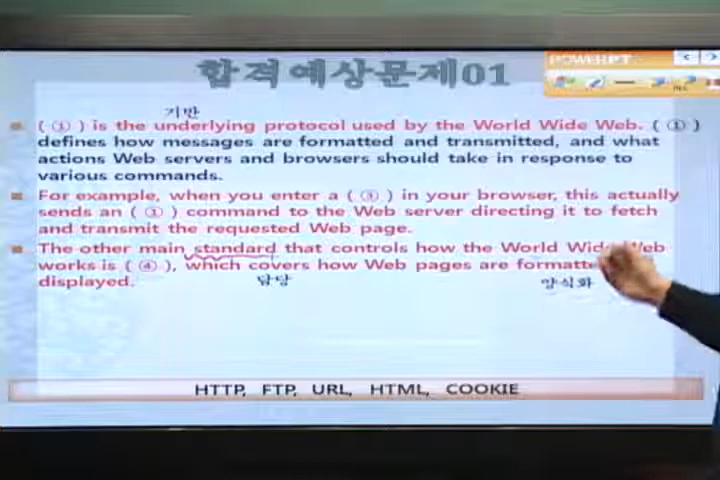 합격예상문제01
POWERPT
기반
( ① ) is the underlying protocol used by the World Wide Web. ( ① )
defines how messages are formatted and transmitted, and what
actions Web servers and browsers should take in response to
various commands.
For example, when you enter a ( ③ ) in your browser, this actually
sends an ( ① ) command to the Web server directing it to fetch
and transmit the requested Web page.
The other main standard that controls how the World Wide Web
works is ( ④ ), which covers how Web pages are formatte
displayed.
담당 양식화
HTTP, FTP, URL, HTML, COOKIE